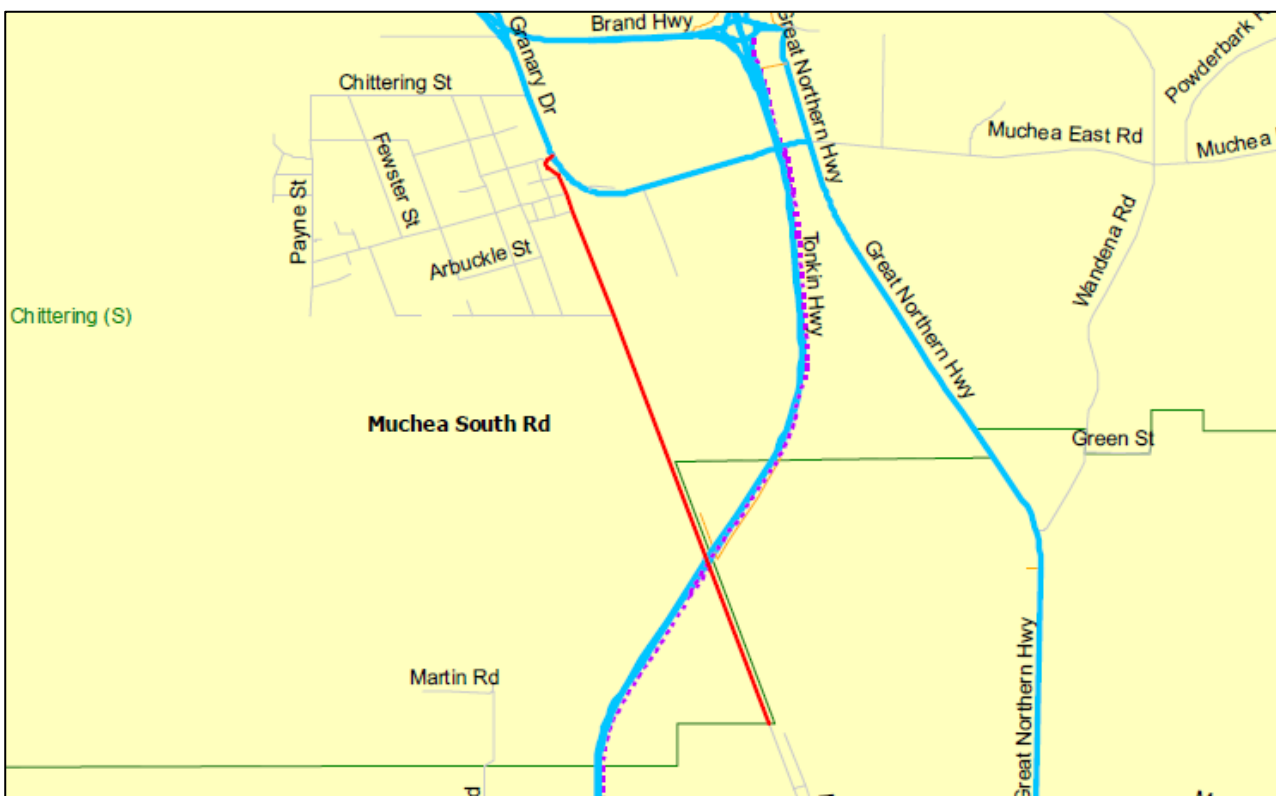 Brand Hwy
Granary Dr
Great Northern Hwy
Powderbark
Chittering St
Muchea East Rd
Muchea
Fewster St
Payne St
Arbuckle St
Wandena Rd
Tonkin Hwy
Great Northern Hwy
Chittering (S)
Muchea South Rd
Green St
Martin Rd
Great Northern Hwy